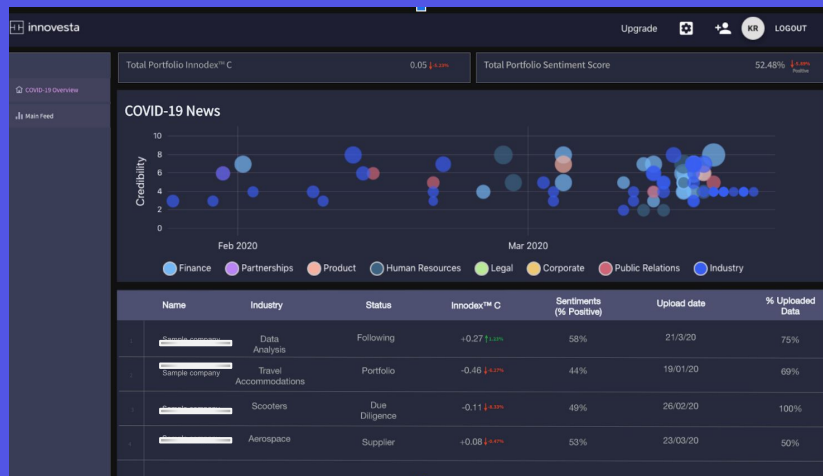 innovesta
Upgrade
KR
LOGOUT
COVID-19 Overview
Main Feed
Total Portfolio Innodex™ C 0.05
Total Portfolio Sentiment Score 52.48%
Positive
COVID-19 News
Credibility
10
8
6
4
2
0
Feb 2020 Mar 2020
Finance Partnerships Product Human Resources Legal Corporate Public Relations Industry
Name Industry Status Innodex™ C Sentiments (% Positive) Upload date % Uploaded Data
Sample company Data Analysis Following +0.27 58% 21/3/20 75%
Sample company Travel Accommodations Portfolio -0.46 44% 19/01/20 69%
Scooters Due Diligence -0.11 49% 26/02/20 100%
Aerospace Supplier +0.08 53% 23/03/20 50%